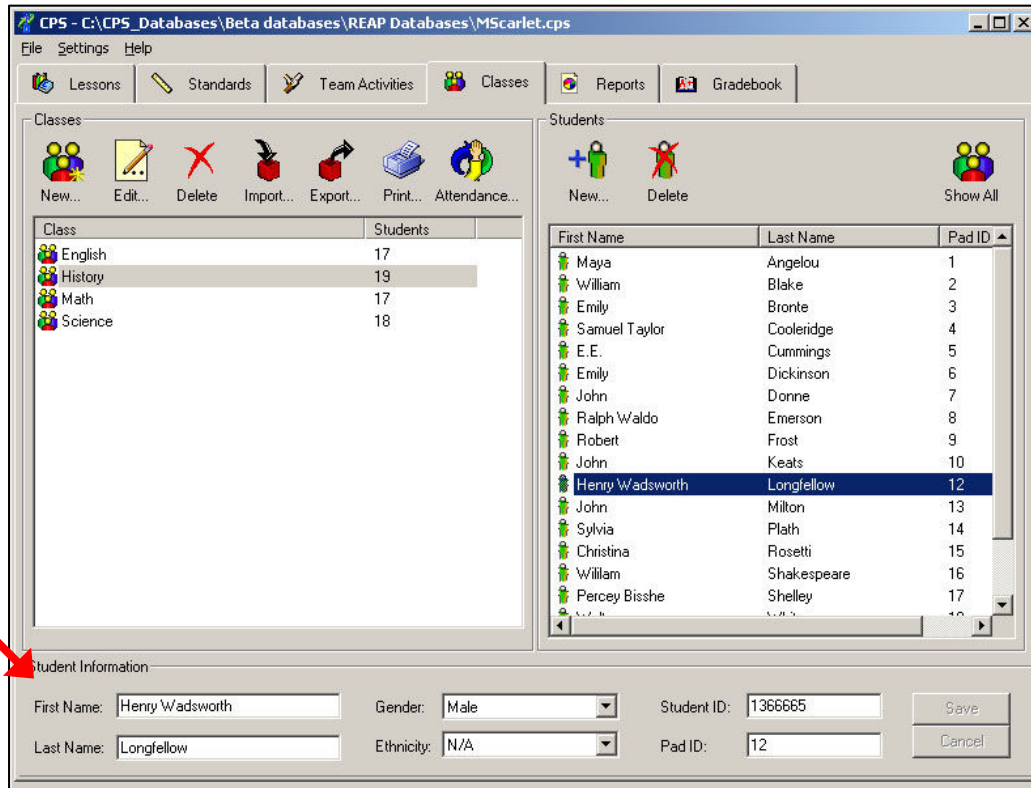 CPS - C:\CPS_Databases\Beta databases\REAP Databases\MScarlet.cps
File Settings Help
Lessons Standards Team Activities Classes Reports Gradebook
Classes
New... Edit... Delete Import... Export... Print... Attendance...
Class Students
English 17
History 19
Math 17
Science 18
Students
New... Delete Show All
First Name Last Name Pad ID
Maya Angelou 1
William Blake 2
Emily Bronte 3
Samuel Taylor Cooleridge 4
E.E. Cummings 5
Emily Dickinson 6
John Donne 7
Ralph Waldo Emerson 8
Robert Frost 9
John Keats 10
Henry Wadsworth Longfellow 12
John Milton 13
Sylvia Plath 14
Christina Rosetti 15
Wililam Shakespeare 16
Percey Bisshe Shelley 17
Student Information
First Name: Henry Wadsworth Gender: Male Student ID: 1366665 Save
Last Name: Longfellow Ethnicity: N/A Pad ID: 12 Cancel